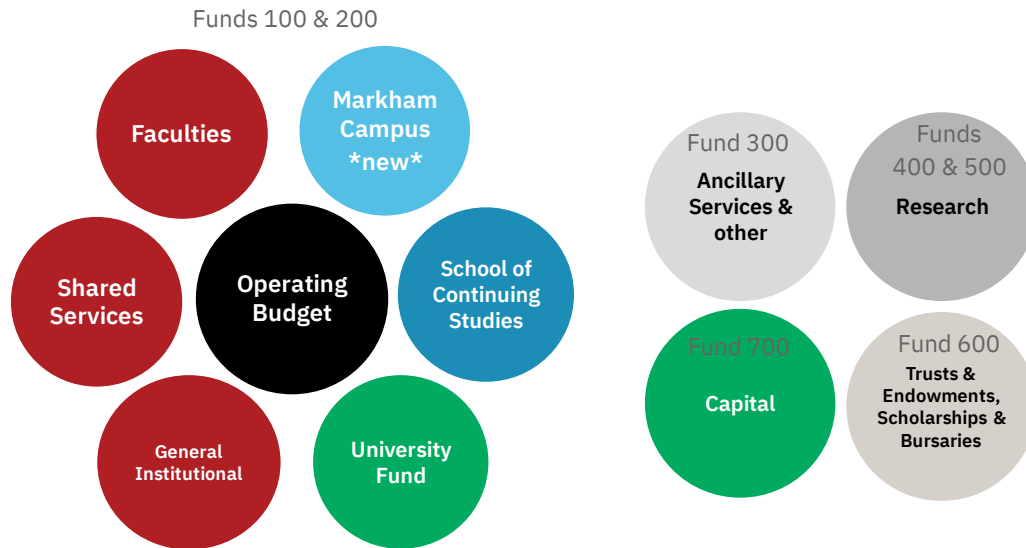 Funds 100 & 200
Faculties
Markham
Campus
*new*
Shared
Services
Operating
Budget
School of
Continuing
Studies
General
Institutional
University
Fund
Fund 300
Ancillary
Services &
other
Funds
400 & 500
Research
Fund 700
Capital
Fund 600
Trusts &
Endowments,
Scholarships &
Bursaries